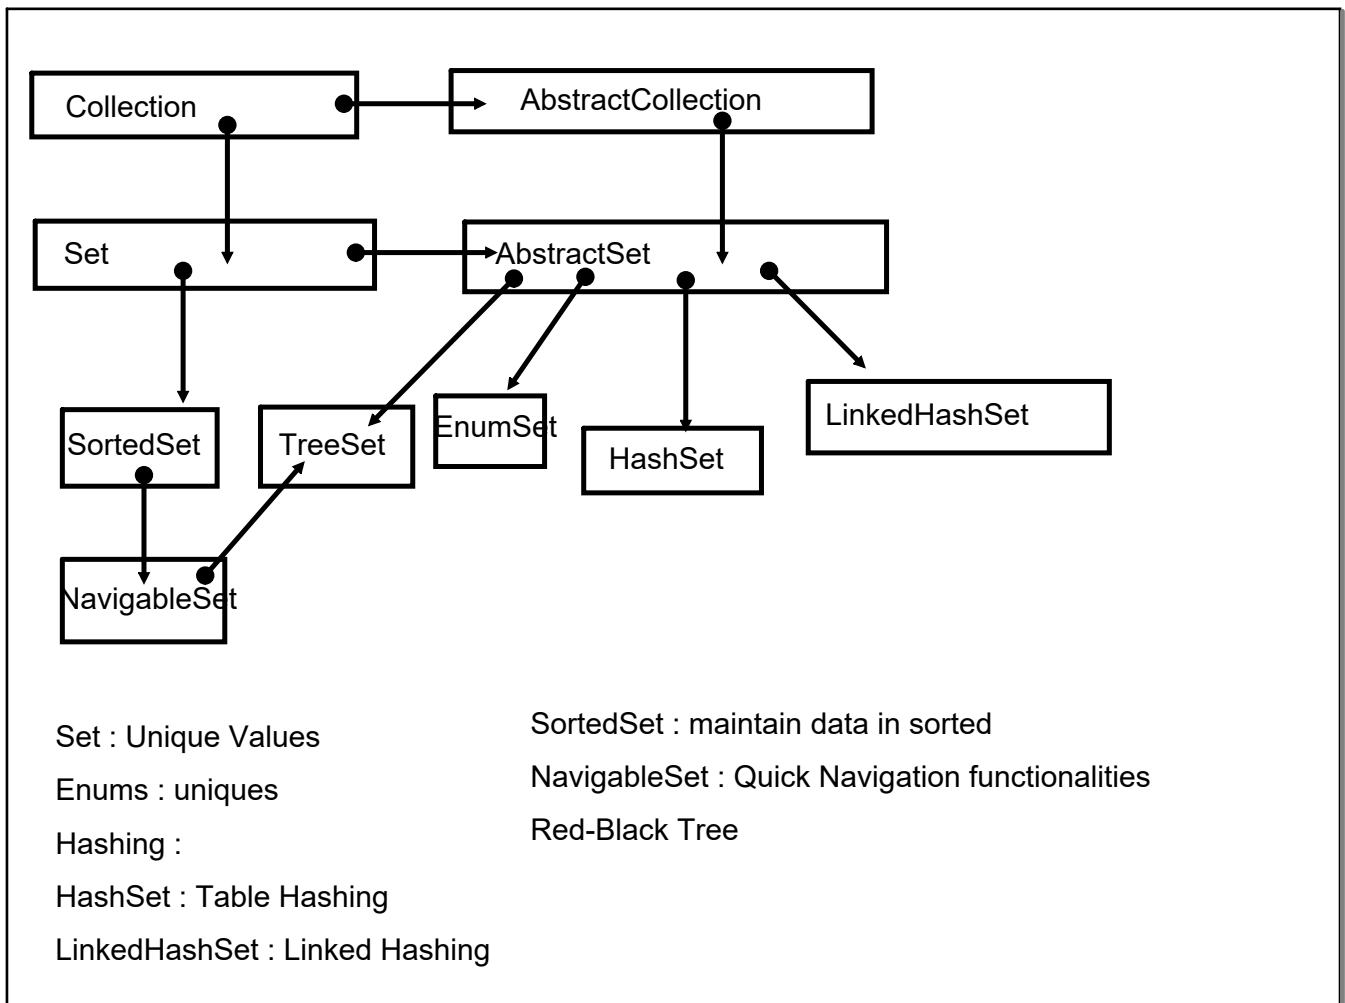 Collection
AbstractCollection
Set
AbstractSet
SortedSet
TreeSet
EnumSet
HashSet
LinkedHashSet
NavigableSet
Set : Unique Values
Enums : uniques
Hashing :
HashSet : Table Hashing
LinkedHashSet : Linked Hashing
SortedSet : maintain data in sorted
NavigableSet : Quick Navigation functionalities
Red-Black Tree